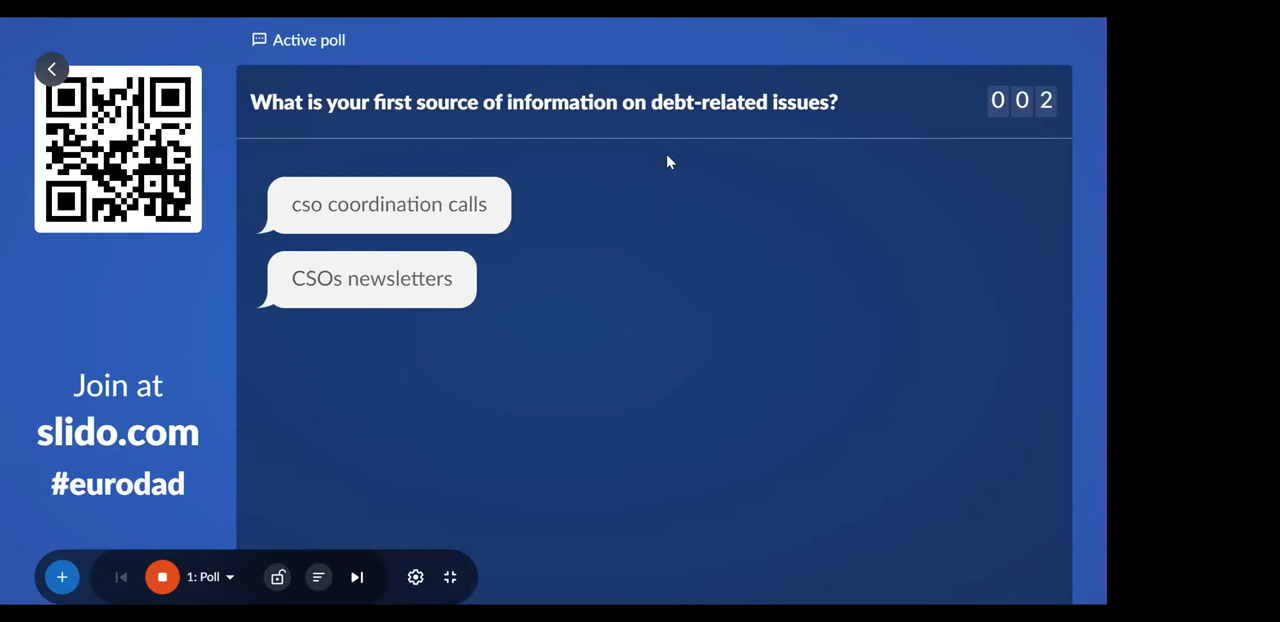 Active poll
What is your first source of information on debt-related issues?
0 0 2
cso coordination calls
CSOs newsletters
Join at
slido.com
#eurodad
1: Poll